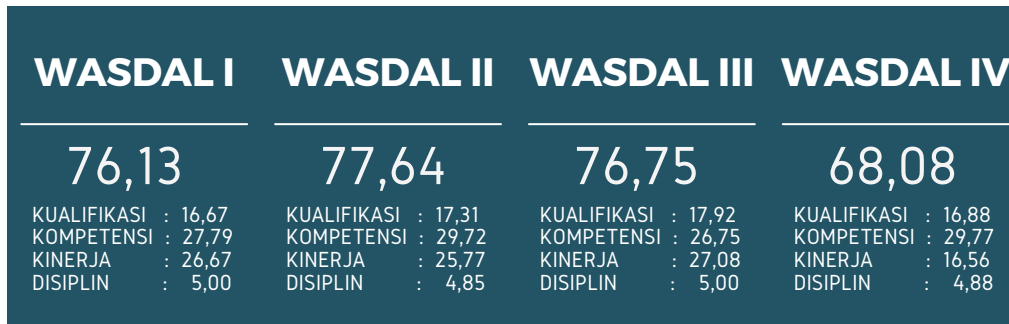 WASDAL I
76,13
KUALIFIKASI : 16,67
KOMPETENSI : 27,79
KINERJA : 26,67
DISIPLIN : 5,00
WASDAL II
77,64
KUALIFIKASI : 17,31
KOMPETENSI : 29,72
KINERJA : 25,77
DISIPLIN : 4,85
WASDAL III
76,75
KUALIFIKASI : 17,92
KOMPETENSI : 26,75
KINERJA : 27,08
DISIPLIN : 5,00
WASDAL IV
68,08
KUALIFIKASI : 16,88
KOMPETENSI : 29,77
KINERJA : 16,56
DISIPLIN : 4,88